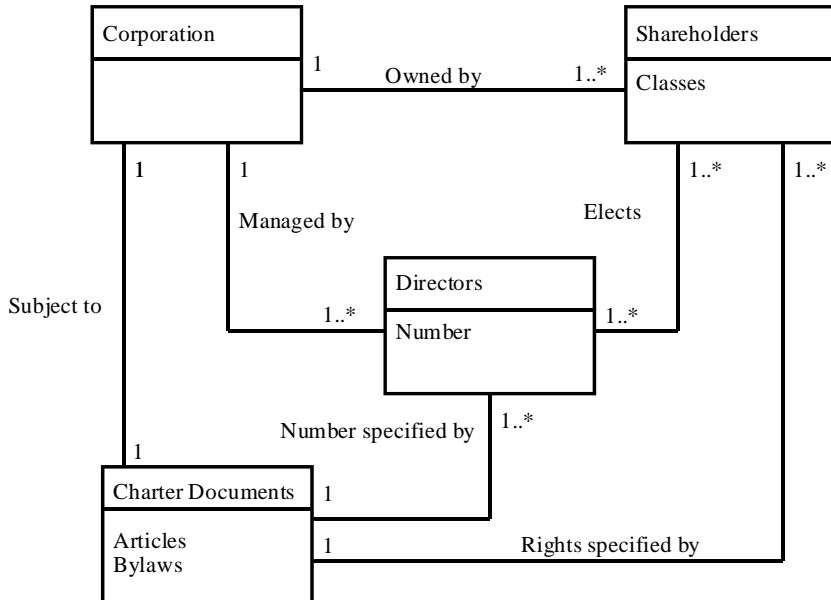 Corporation
Shareholders
1
Owned by
1..*
Classes
1
1
1..*
1..*
Managed by
Elects
Directors
Subject to
1..*
Number
1..*
Number specified by
1..*
1
Charter Documents
1
Articles
Bylaws
1
Rights specified by